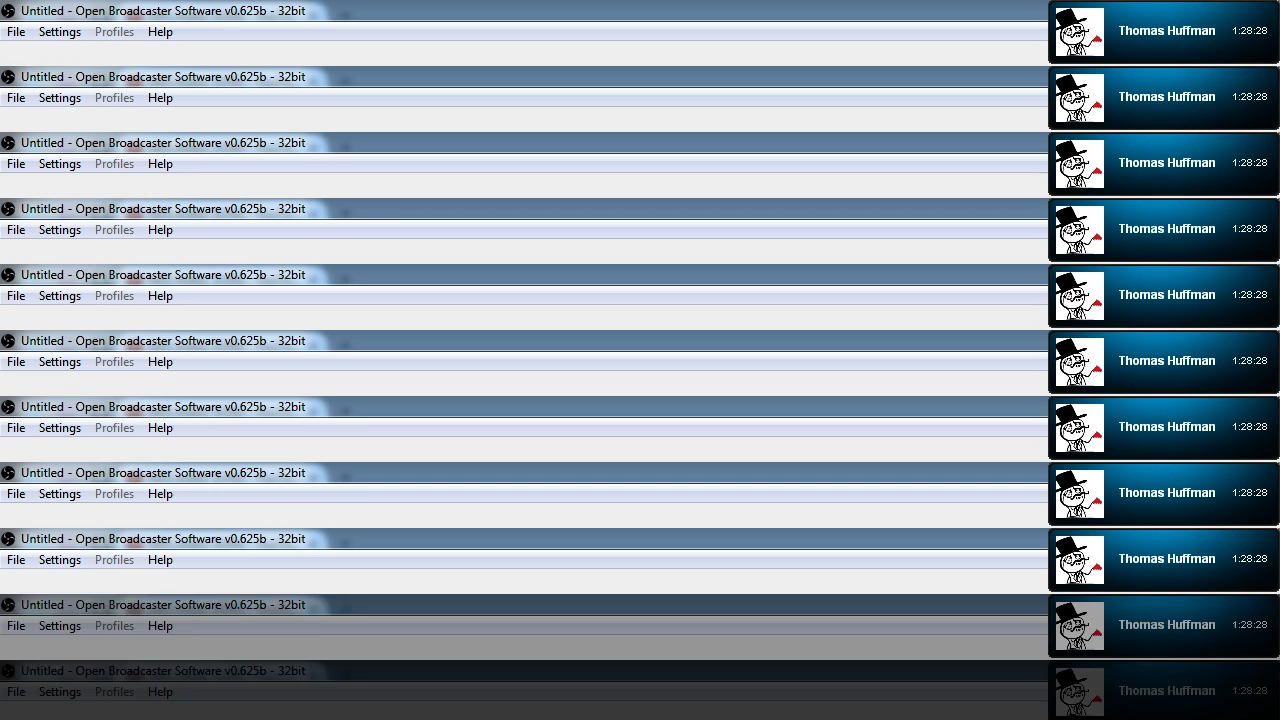 Untitled - Open Broadcaster Software v0.625b - 32bit
File Settings Profiles Help
Thomas Huffman 1:28:28
Untitled - Open Broadcaster Software v0.625b - 32bit
File Settings Profiles Help
Thomas Huffman 1:28:28
Untitled - Open Broadcaster Software v0.625b - 32bit
File Settings Profiles Help
Thomas Huffman 1:28:28
Untitled - Open Broadcaster Software v0.625b - 32bit
File Settings Profiles Help
Thomas Huffman 1:28:28
Untitled - Open Broadcaster Software v0.625b - 32bit
File Settings Profiles Help
Thomas Huffman 1:28:28
Untitled - Open Broadcaster Software v0.625b - 32bit
File Settings Profiles Help
Thomas Huffman 1:28:28
Untitled - Open Broadcaster Software v0.625b - 32bit
File Settings Profiles Help
Thomas Huffman 1:28:28
Untitled - Open Broadcaster Software v0.625b - 32bit
File Settings Profiles Help
Thomas Huffman 1:28:28
Untitled - Open Broadcaster Software v0.625b - 32bit
File Settings Profiles Help
Thomas Huffman 1:28:28
Untitled - Open Broadcaster Software v0.625b - 32bit
File Settings Profiles Help
Thomas Huffman 1:28:28
Untitled - Open Broadcaster Software v0.625b - 32bit
File Settings Profiles Help
Thomas Huffman 1:28:28